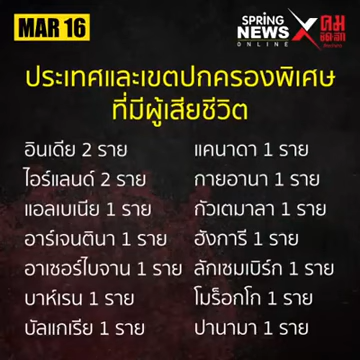 MAR 16
SPRING NEWS
ONLINE
X
คมชัดลึก
ประเทศและเขตปกครองพิเศษ
ที่มีผู้เสียชีวิต
อินเดีย 2 ราย
ไอร์แลนด์ 2 ราย
แอลเบเนีย 1 ราย
อาร์เจนตินา 1 ราย
อาเซอร์ไบจาน 1 ราย
บาห์เรน 1 ราย
บัลแกเรีย 1 ราย
แคนาดา 1 ราย
กายอานา 1 ราย
กัวเตมาลา 1 ราย
ฮังการี 1 ราย
ลักเซมเบิร์ก 1 ราย
โมร็อกโก 1 ราย
ปานามา 1 ราย